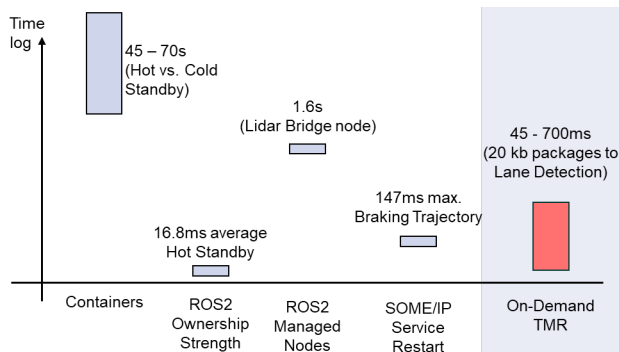 Time
log
45 – 70s
(Hot vs. Cold
Standby)
1.6s
(Lidar Bridge node)
45 - 700ms
(20 kb packages to
Lane Detection)
147ms max.
Braking Trajectory
16.8ms average
Hot Standby
Containers
ROS2
Ownership
Strength
ROS2
Managed
Nodes
SOME/IP
Service
Restart
On-Demand
TMR